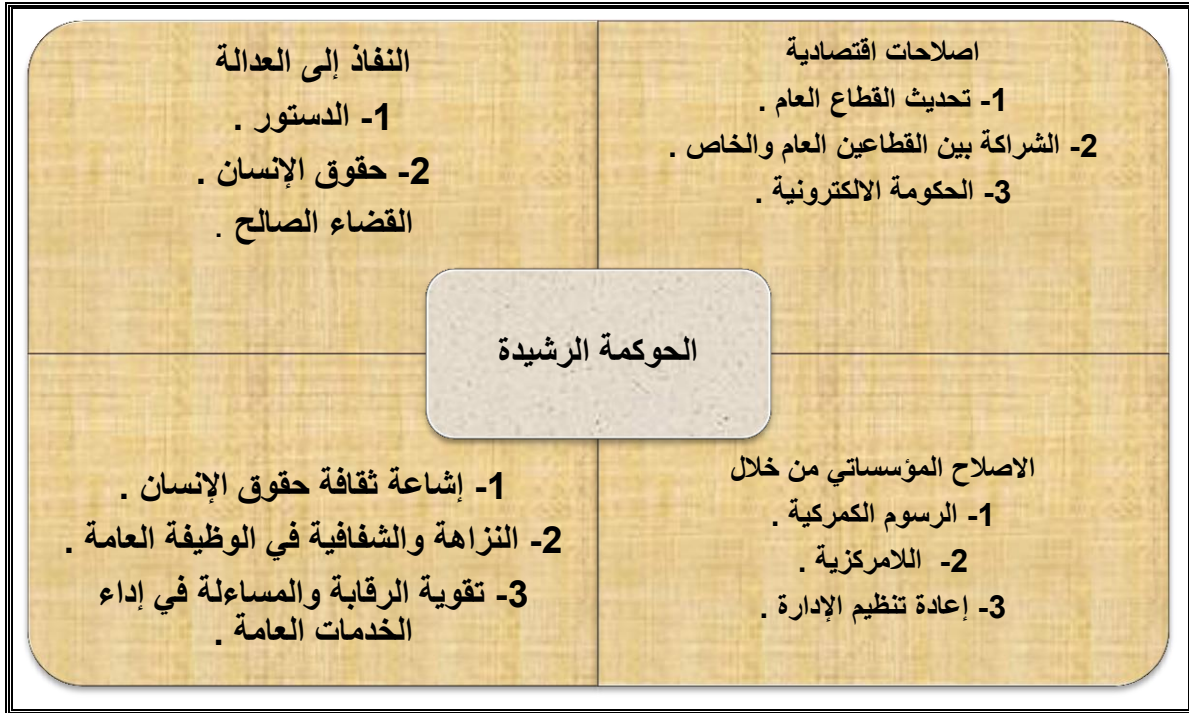 اصلاحات اقتصادية
1- تحديث القطاع العام .
2- الشراكة بين القطاعين العام والخاص .
3- الحكومة الالكترونية .
النفاذ إلى العدالة
1- الدستور .
2- حقوق الإنسان .
القضاء الصالح .
الحوكمة الرشيدة
الاصلاح المؤسساتي من خلال
1- الرسوم الكمركية .
2- اللامركزية .
3- إعادة تنظيم الإدارة .
1- إشاعة ثقافة حقوق الإنسان .
2- النزاهة والشفافية في الوظيفة العامة .
3- تقوية الرقابة والمساءلة في إداء
الخدمات العامة .